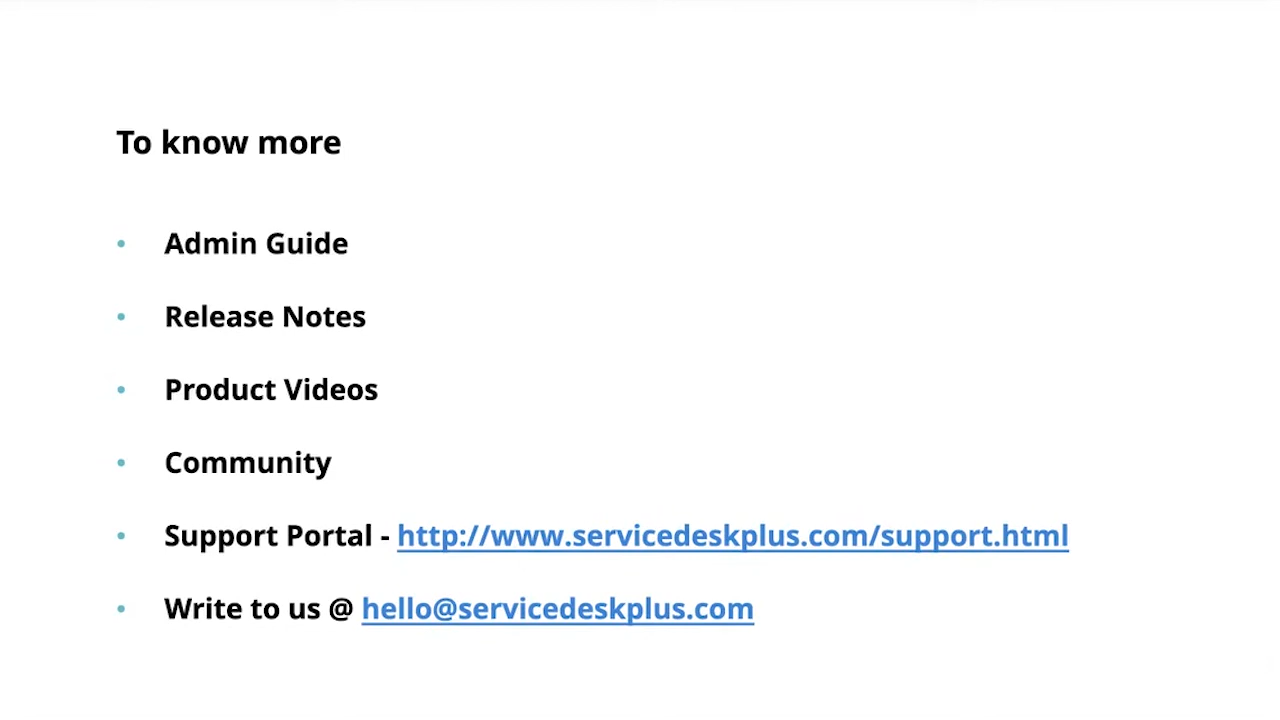 To know more
• Admin Guide
• Release Notes
• Product Videos
• Community
• Support Portal - http://www.servicedeskplus.com/support.html
• Write to us @ hello@servicedeskplus.com